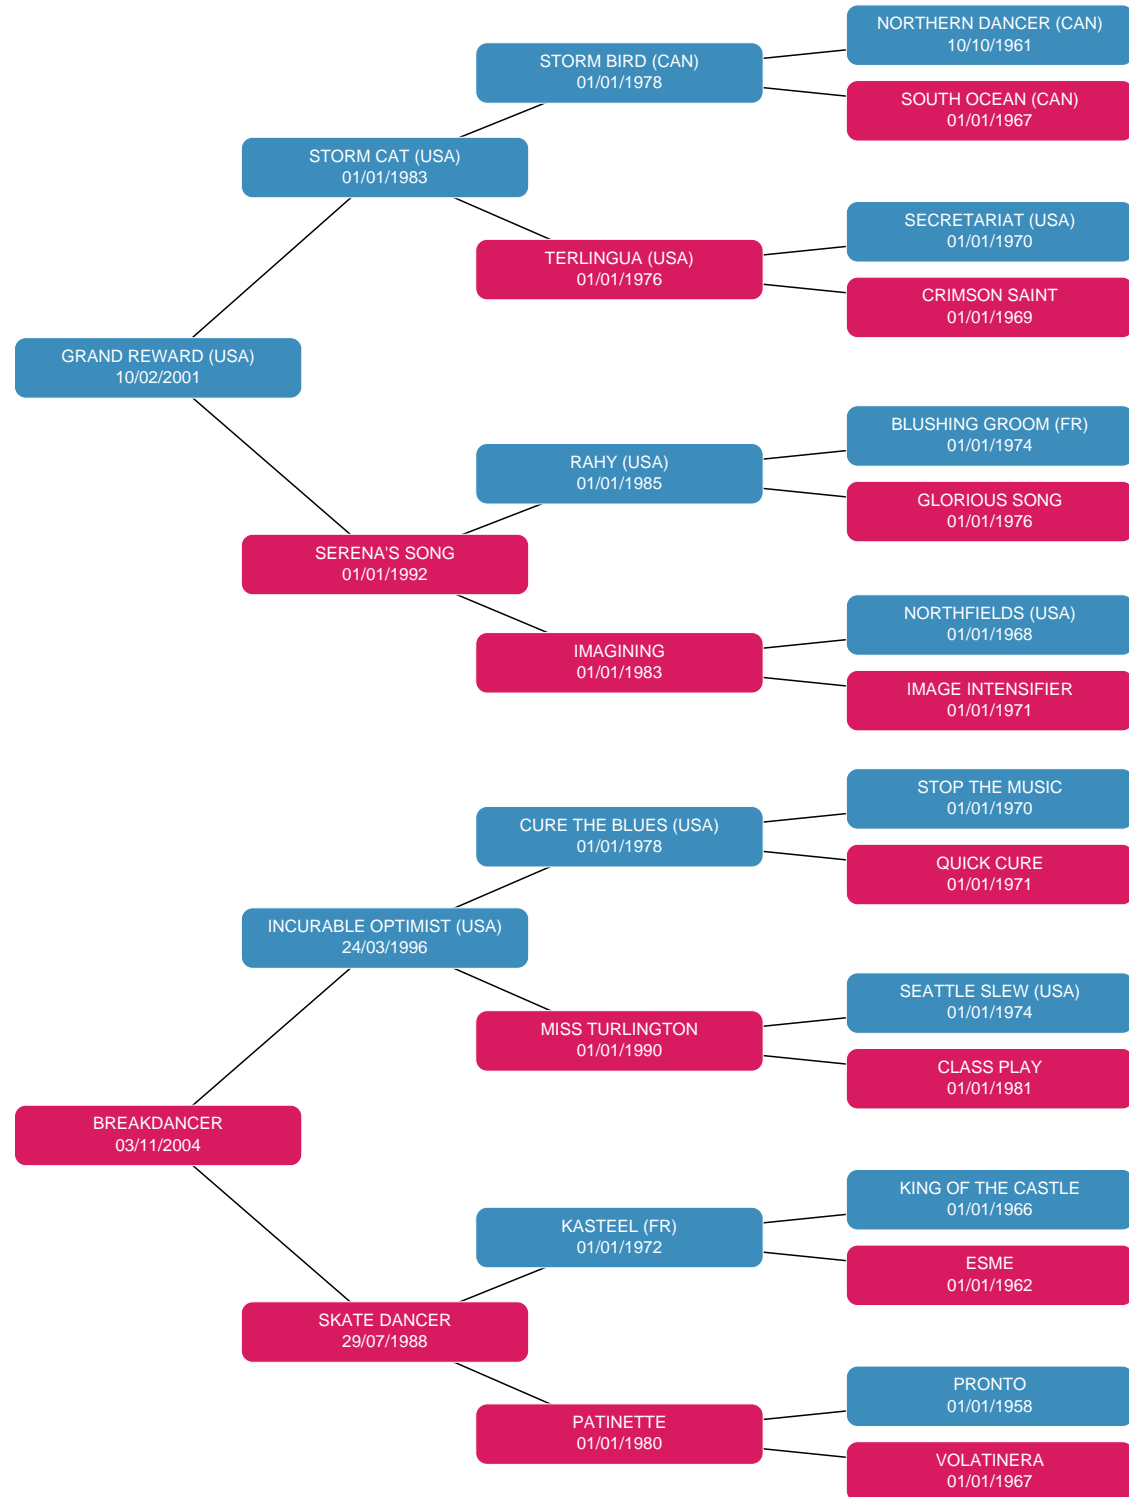 NORTHERN DANCER (CAN)
10/10/1961
STORM BIRD (CAN)
01/01/1978
SOUTH OCEAN (CAN)
01/01/1967
STORM CAT (USA)
01/01/1983
SECRETARIAT (USA)
01/01/1970
TERLINGUA (USA)
01/01/1976
CRIMSON SAINT
01/01/1969
GRAND REWARD (USA)
10/02/2001
BLUSHING GROOM (FR)
01/01/1974
RAHY (USA)
01/01/1985
GLORIOUS SONG
01/01/1976
SERENA'S SONG
01/01/1992
NORTHFIELDS (USA)
01/01/1968
IMAGINING
01/01/1983
IMAGE INTENSIFIER
01/01/1971
STOP THE MUSIC
01/01/1970
CURE THE BLUES (USA)
01/01/1978
QUICK CURE
01/01/1971
INCURABLE OPTIMIST (USA)
24/03/1996
SEATTLE SLEW (USA)
01/01/1974
MISS TURLINGTON
01/01/1990
CLASS PLAY
01/01/1981
BREAKDANCER
03/11/2004
KING OF THE CASTLE
01/01/1966
KASTEEL (FR)
01/01/1972
ESME
01/01/1962
SKATE DANCER
29/07/1988
PRONTO
01/01/1958
PATINETTE
01/01/1980
VOLATINERA
01/01/1967